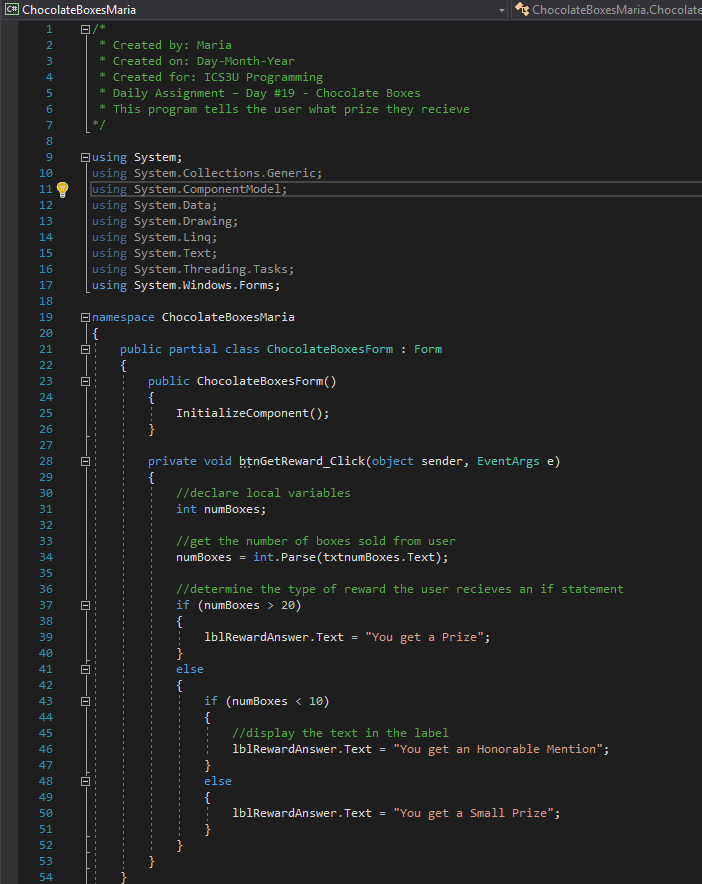 C# ChocolateBoxesMaria
ChocolateBoxesMaria.Chocolate
1 /*
2 * Created by: Maria
3 * Created on: Day-Month-Year
4 * Created for: ICS3U Programming
5 * Daily Assignment – Day #19 - Chocolate Boxes
6 * This program tells the user what prize they recieve
7 */
8
9 using System;
10 using System.Collections.Generic;
11 using System.ComponentModel;
12 using System.Data;
13 using System.Drawing;
14 using System.Linq;
15 using System.Text;
16 using System.Threading.Tasks;
17 using System.Windows.Forms;
18
19 namespace ChocolateBoxesMaria
20 {
21 public partial class ChocolateBoxesForm : Form
22 {
23 public ChocolateBoxesForm()
24 {
25 InitializeComponent();
26 }
27
28 private void btnGetReward_Click(object sender, EventArgs e)
29 {
30 //declare local variables
31 int numBoxes;
32
33 //get the number of boxes sold from user
34 numBoxes = int.Parse(txtnumBoxes.Text);
35
36 //determine the type of reward the user recieves an if statement
37 if (numBoxes > 20)
38 {
39 lblRewardAnswer.Text = "You get a Prize";
40 }
41 else
42 {
43 if (numBoxes < 10)
44 {
45 //display the text in the label
46 lblRewardAnswer.Text = "You get an Honorable Mention";
47 }
48 else
49 {
50 lblRewardAnswer.Text = "You get a Small Prize";
51 }
52 }
53 }
54 }